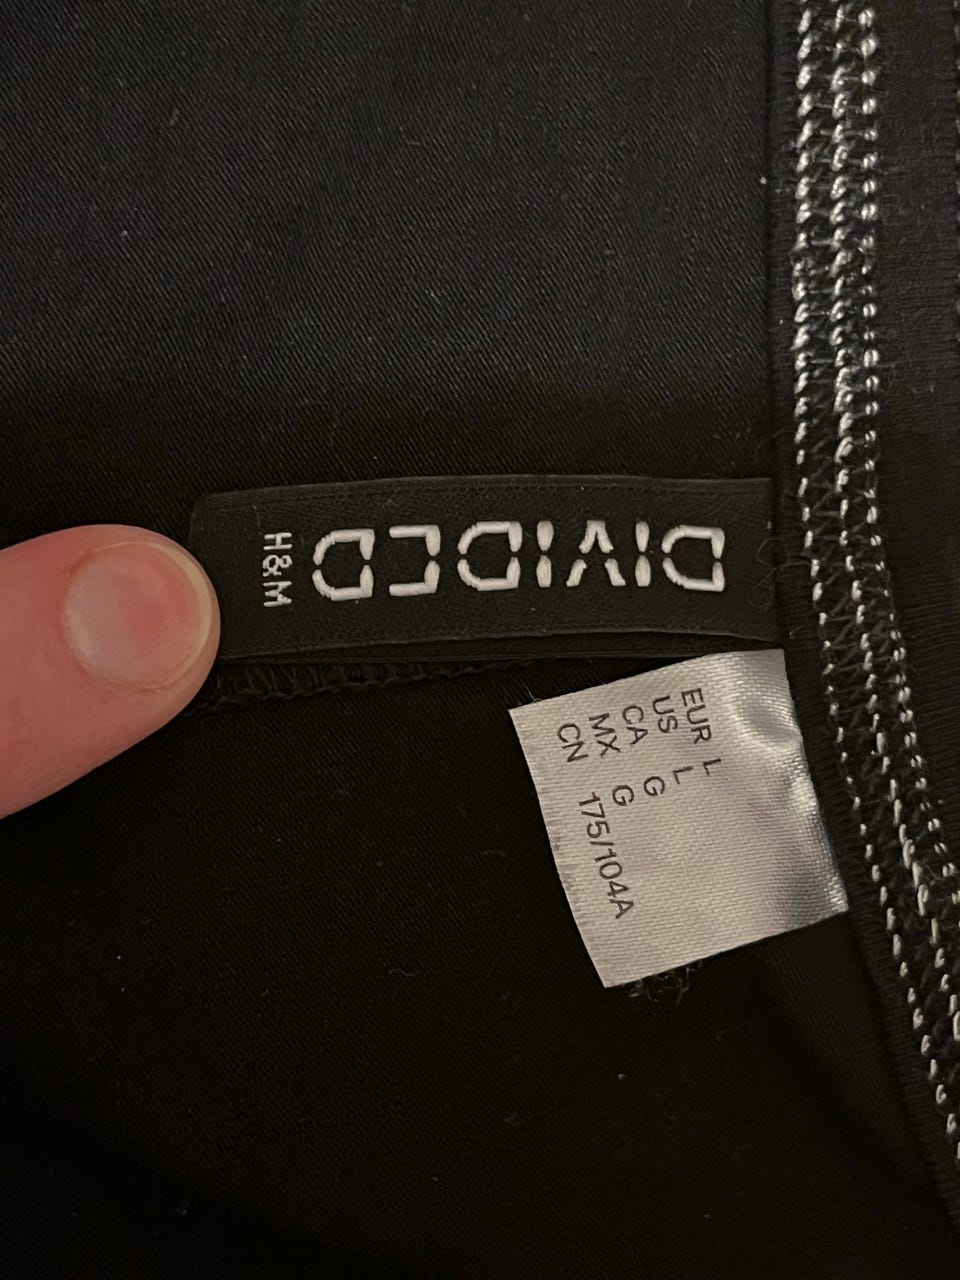 DIVIDED
H&M
EUR L
US L
CA G
MX G
CN 175/104A